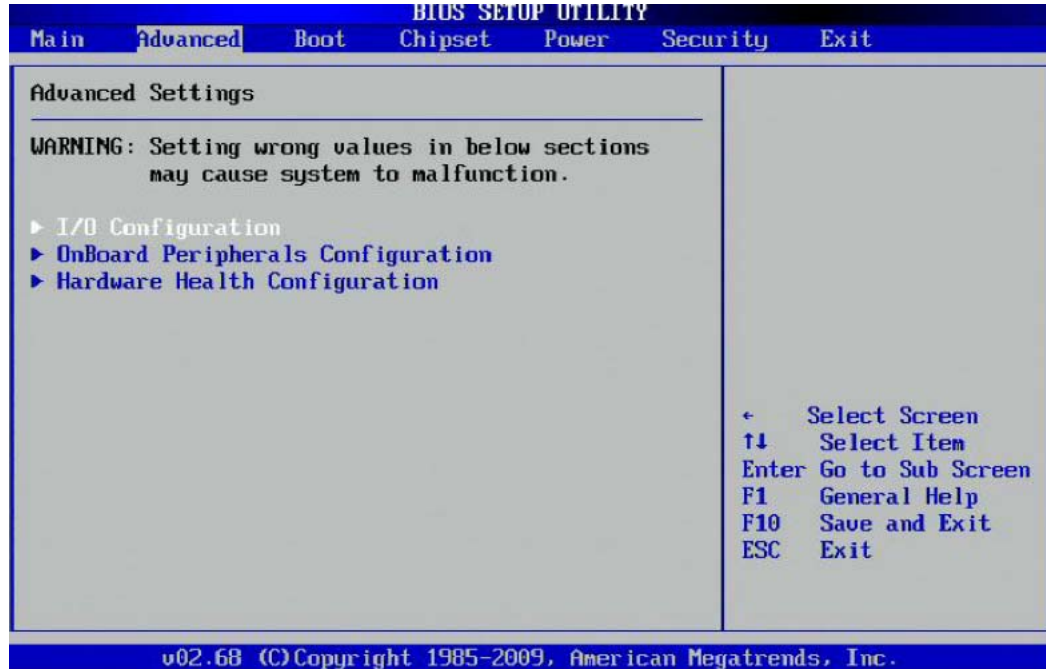 BIOS SETUP UTILITY
Main Advanced Boot Chipset Power Security Exit
Advanced Settings
WARNING: Setting wrong values in below sections
may cause system to malfunction.
▶ I/O Configuration
▶ OnBoard Peripherals Configuration
▶ Hardware Health Configuration
← Select Screen
↑↓ Select Item
Enter Go to Sub Screen
F1 General Help
F10 Save and Exit
ESC Exit
v02.68 (C)Copyright 1985-2009, American Megatrends, Inc.